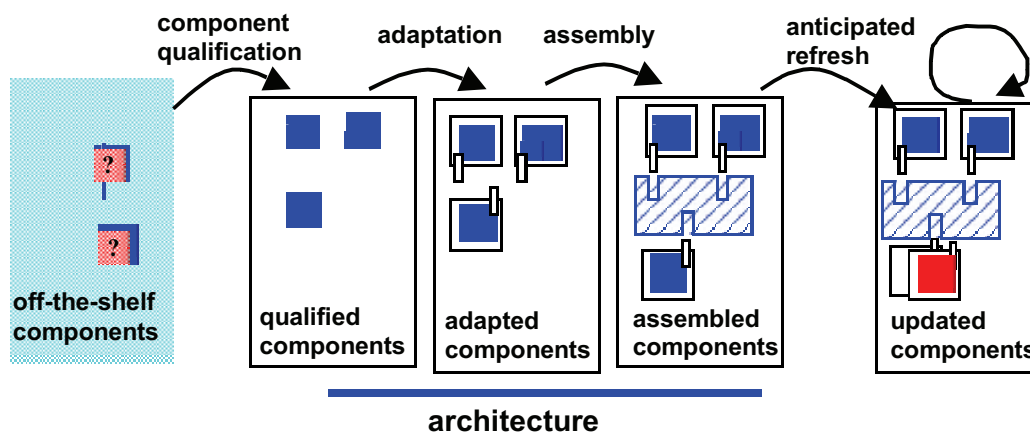 component
qualification
adaptation
assembly
anticipated
refresh
?
?
off-the-shelf
components
qualified
components
adapted
components
assembled
components
updated
components
architecture